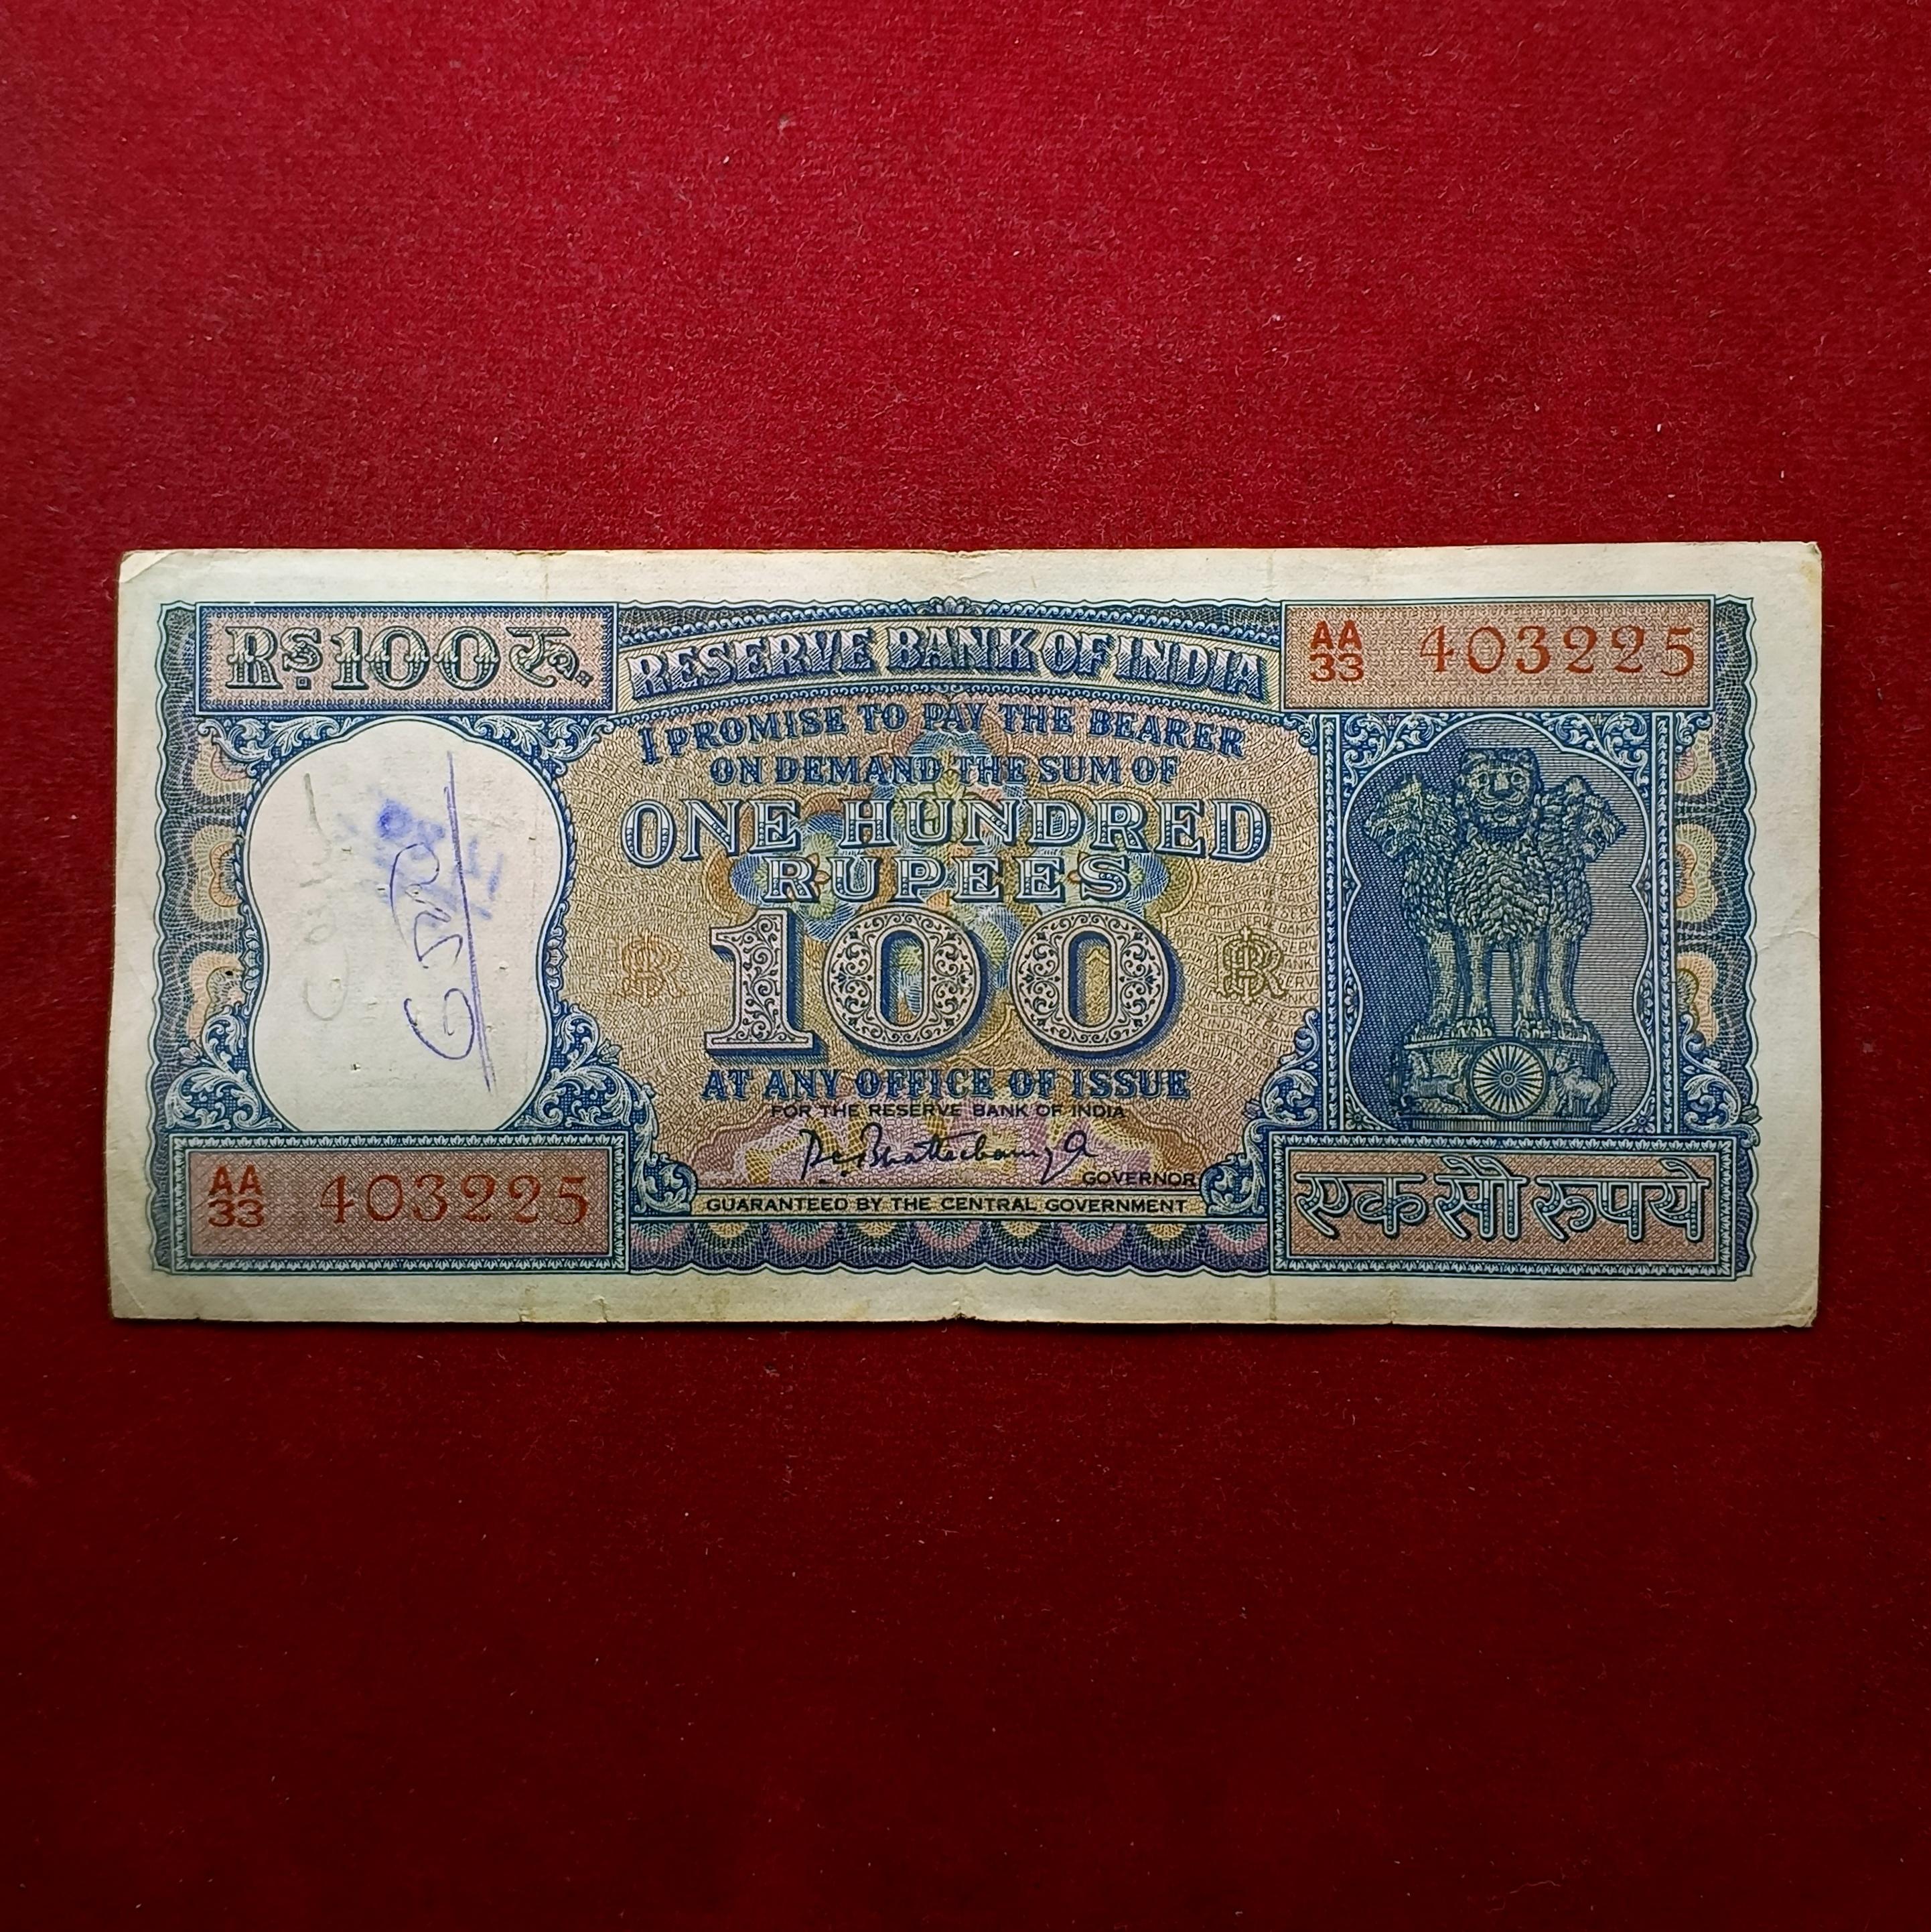 RS.100रु.
RESERVE BANK OF INDIA
AA
33 403225
I PROMISE TO PAY THE BEARER
ON DEMAND THE SUM OF
ONE HUNDRED
RUPEES
100
AT ANY OFFICE OF ISSUE
FOR THE RESERVE BANK OF INDIA
P.C. Bhattacharyya
GOVERNOR
GUARANTEED BY THE CENTRAL GOVERNMENT
AA
33 403225
एक सौ रुपये